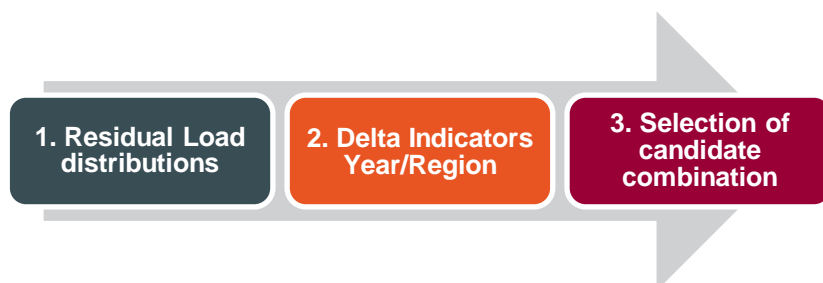 1. Residual Load
distributions
2. Delta Indicators
Year/Region
3. Selection of
candidate
combination